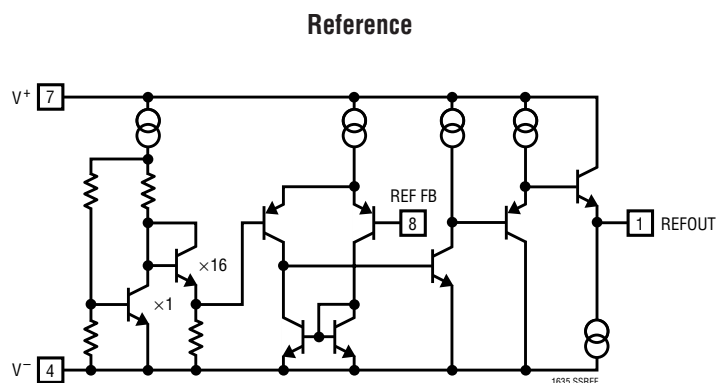 Reference
V+ 7
REF FB
8
1 REFOUT
×16
×1
V− 4
1635 SSREF